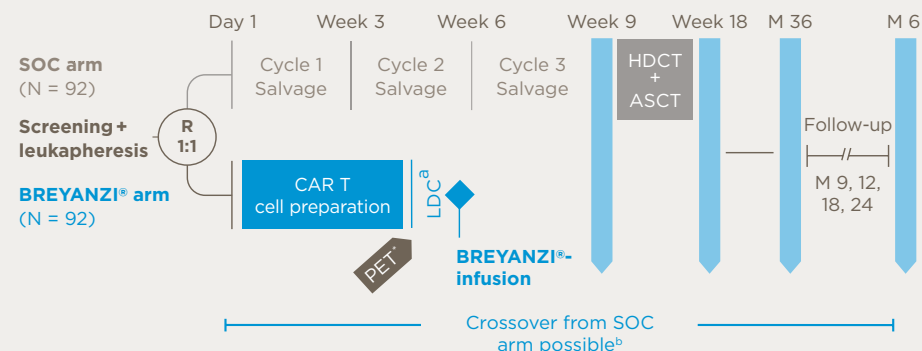 Day 1
Week 3
Week 6
Week 9
Week 18
M 36
M 6
SOC arm
(N = 92)
Cycle 1
Salvage
Cycle 2
Salvage
Cycle 3
Salvage
HDCT
+
ASCT
Screening +
leukapheresis
R
1:1
Follow-up
M 9, 12,
18, 24
BREYANZI® arm
(N = 92)
CAR T
cell preparation
LDCa
PET*
BREYANZI®-
infusion
Crossover from SOC
arm possibleb